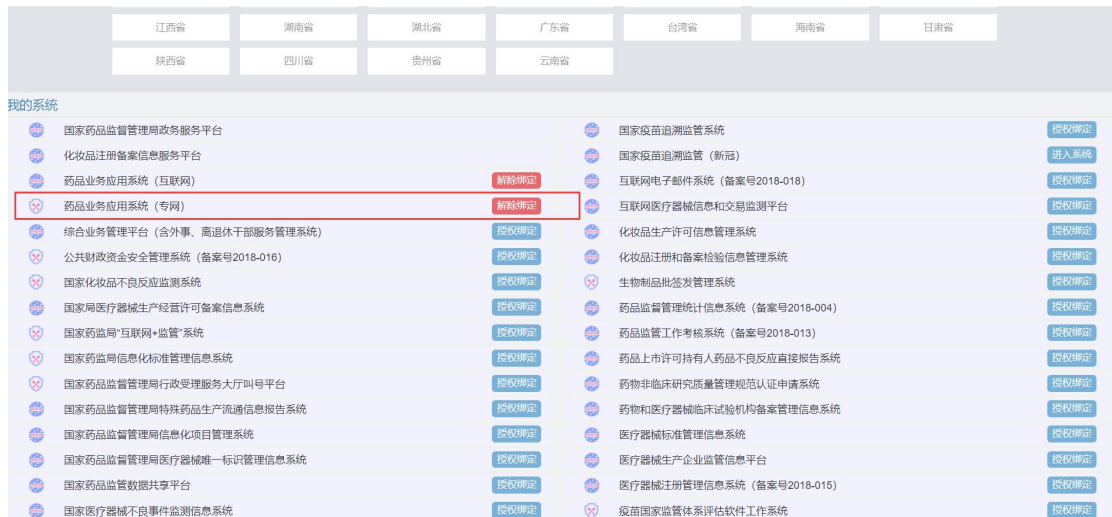 江西省 湖南省 湖北省 广东省 台湾省 海南省 甘肃省
陕西省 四川省 贵州省 云南省
我的系统
国家药品监督管理局政务服务平台 国家疫苗追溯监管系统 授权绑定
化妆品注册备案信息服务平台 国家疫苗追溯监管（新冠） 进入系统
药品业务应用系统（互联网） 解除绑定 互联网电子邮件系统（备案号2018-018） 授权绑定
药品业务应用系统（专网） 解除绑定 互联网医疗器械信息和交易监测平台 授权绑定
综合业务管理平台（含外事、离退休干部服务管理系统） 授权绑定 化妆品生产许可信息管理系统 授权绑定
公共财政资金安全管理系统（备案号2018-016） 授权绑定 化妆品注册和备案检验信息管理系统 授权绑定
国家化妆品不良反应监测系统 授权绑定 生物制品批签发管理系统 授权绑定
国家局医疗器械生产经营许可备案信息系统 授权绑定 药品监督管理统计信息系统（备案号2018-004） 授权绑定
国家药监局“互联网+监管”系统 授权绑定 药品监管工作考核系统（备案号2018-013） 授权绑定
国家药监局信息化标准管理信息系统 授权绑定 药品上市许可持有人药品不良反应直接报告系统 授权绑定
国家药品监督管理局行政受理服务大厅叫号平台 授权绑定 药物非临床研究质量管理规范认证申请系统 授权绑定
国家药品监督管理局特殊药品生产流通信息报告系统 授权绑定 药物和医疗器械临床试验机构备案管理信息系统 授权绑定
国家药品监督管理局信息化项目管理系统 授权绑定 医疗器械标准管理信息系统 授权绑定
国家药品监督管理局医疗器械唯一标识管理信息系统 授权绑定 医疗器械生产企业监管信息平台 授权绑定
国家药品监管数据共享平台 授权绑定 医疗器械注册管理信息系统（备案号2018-015） 授权绑定
国家医疗器械不良事件监测信息系统 授权绑定 疫苗国家监管体系评估软件工作系统 授权绑定